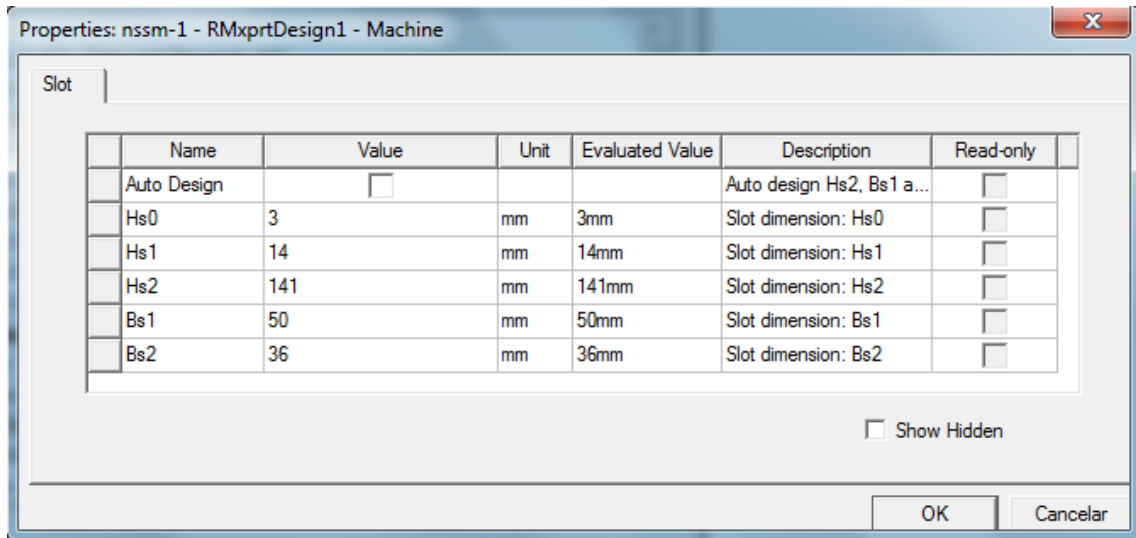 Properties: nssm-1 - RMxprtDesign1 - Machine
Slot
Name Value Unit Evaluated Value Description Read-only
Auto Design Auto design Hs2, Bs1 a...
Hs0 3 mm 3mm Slot dimension: Hs0
Hs1 14 mm 14mm Slot dimension: Hs1
Hs2 141 mm 141mm Slot dimension: Hs2
Bs1 50 mm 50mm Slot dimension: Bs1
Bs2 36 mm 36mm Slot dimension: Bs2
Show Hidden
OK Cancelar